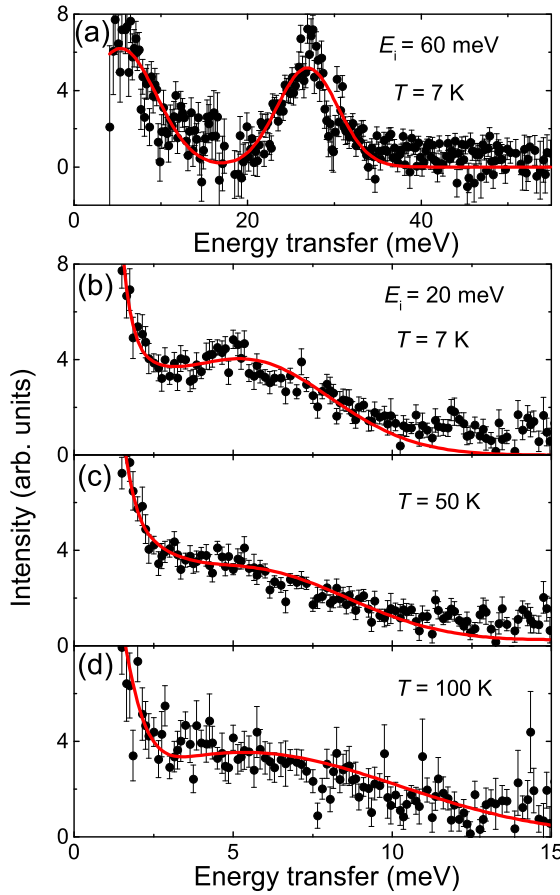 8
(a)
E_i = 60 meV
4
T = 7 K
0
0 20 40
Energy transfer (meV)
8
(b)
E_i = 20 meV
T = 7 K
4
0
(c)
T = 50 K
4
0
(d)
T = 100 K
4
0
0 5 10 15
Energy transfer (meV)
Intensity (arb. units)